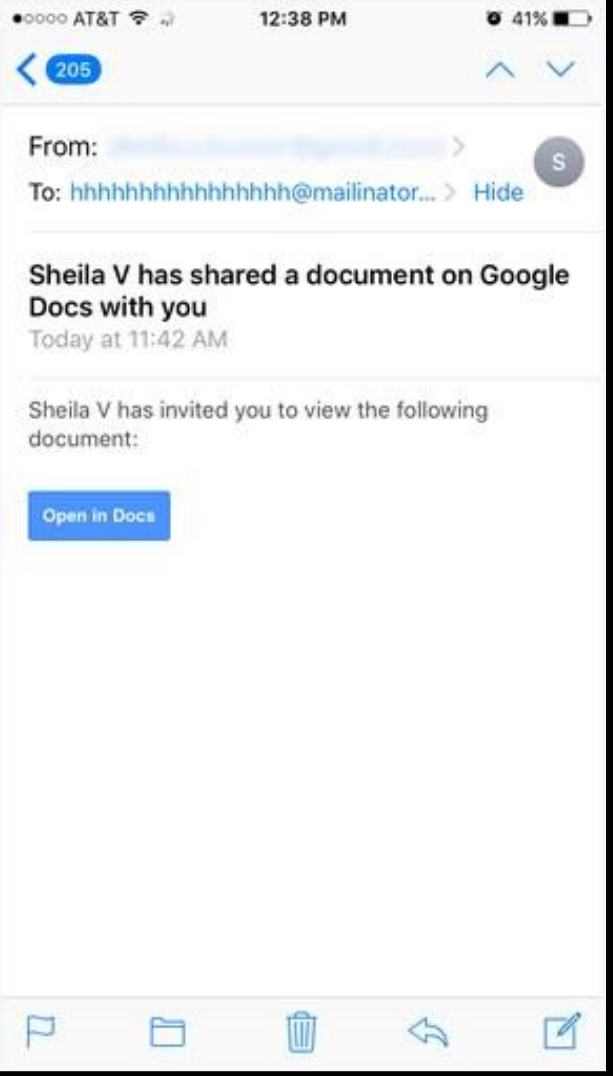 AT&T 12:38 PM 41%
205
From:
S
To: hhhhhhhhhhhhhhhh@mailinator... Hide
Sheila V has shared a document on Google
Docs with you
Today at 11:42 AM
Sheila V has invited you to view the following
document:
Open in Docs